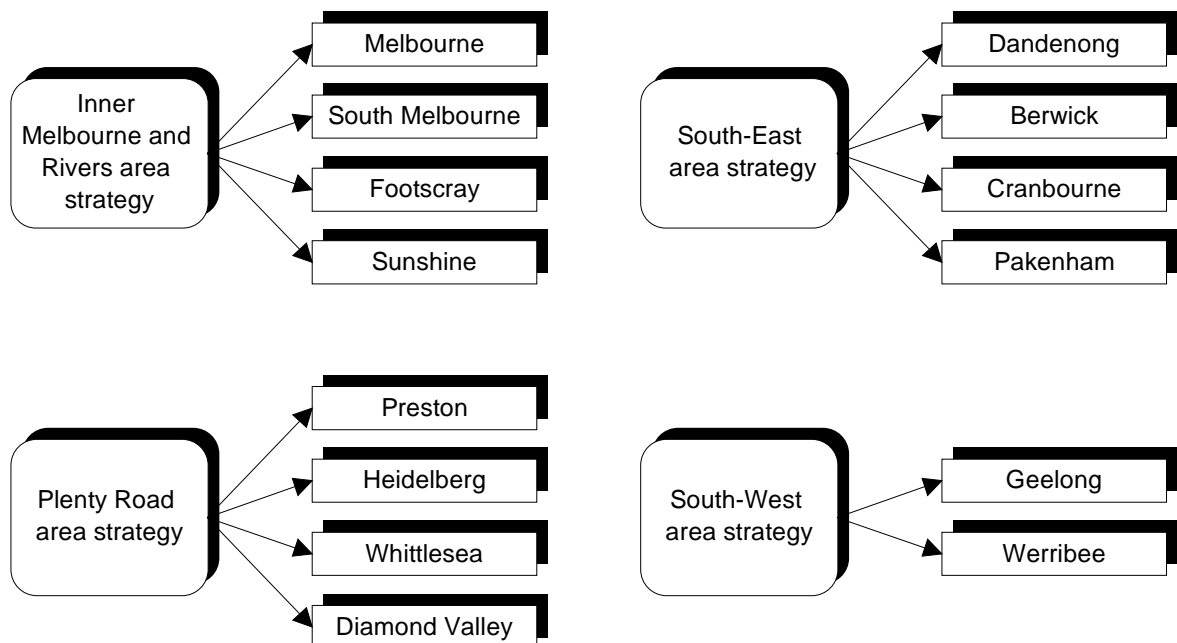 Inner
Melbourne and
Rivers area
strategy
Melbourne
South Melbourne
Footscray
Sunshine
South-East
area strategy
Dandenong
Berwick
Cranbourne
Pakenham
Plenty Road
area strategy
Preston
Heidelberg
Whittlesea
Diamond Valley
South-West
area strategy
Geelong
Werribee